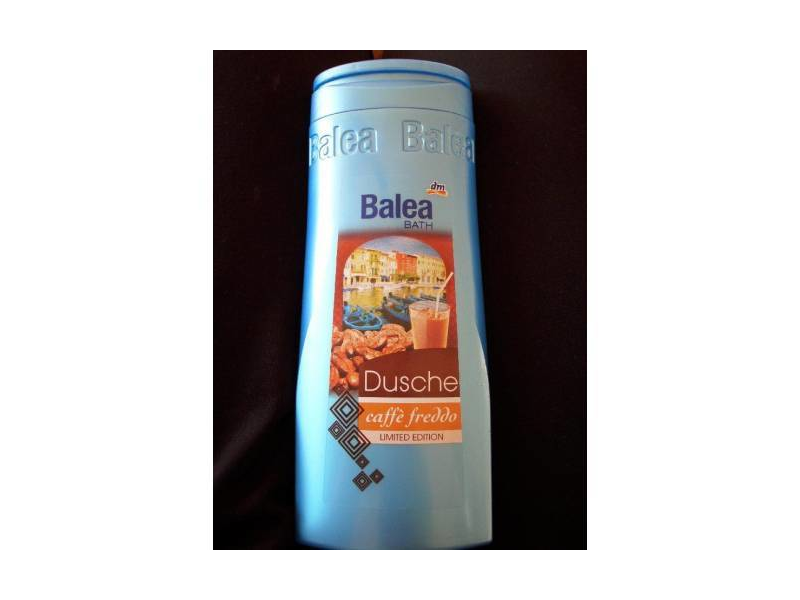 Balea Balea
dm
Balea
BATH
Dusche
caffè freddo
LIMITED EDITION